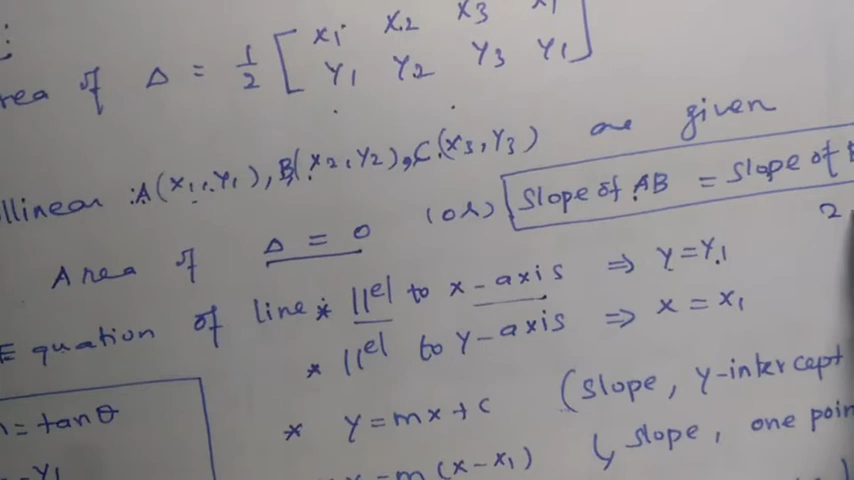 rea of Δ = 1/2 [ x1 x2 x3 x1
y1 y2 y3 y1 ]
llinear : A(x1, y1), B(x2, y2), C(x3, y3) are given
Area of Δ = 0 (or) Slope of AB = Slope of B
2
Equation of line * ||el to x-axis ⇒ y = y1
* ||el to y-axis ⇒ x = x1
* y = mx + c (slope, y-intercept
= tanθ
= m(x - x1) ↳ slope, one poin
y1